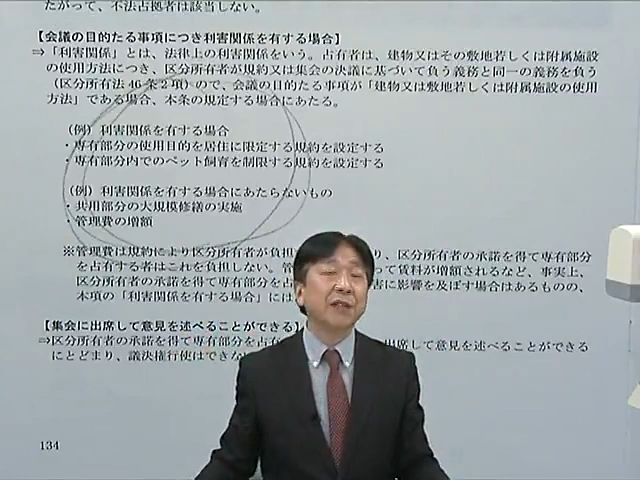 たがって、不法占拠者は該当しない。
【会議の目的たる事項につき利害関係を有する場合】
⇒「利害関係」とは、法律上の利害関係をいう。占有者は、建物又はその敷地若しくは附属施設
の使用方法につき、区分所有者が規約又は集会の決議に基づいて負う義務と同一の義務を負う
（区分所有法46条2項）ので、会議の目的たる事項が「建物又は敷地若しくは附属施設の使用
方法」である場合、本条の規定する場合にあたる。
（例）利害関係を有する場合
・専有部分の使用目的を居住に限定する規約を設定する
・専有部分内でのペット飼育を制限する規約を設定する
（例）利害関係を有する場合にあたらないもの
・共用部分の大規模修繕の実施
・管理費の増額
※管理費は規約により区分所有者が負担 り、区分所有者の承諾を得て専有部分
を占有する者はこれを負担しない。管 って賃料が増額されるなど、事実上、
区分所有者の承諾を得て専有部分を占 害に影響を及ぼす場合はあるものの、
本項の「利害関係を有する場合」には
【集会に出席して意見を述べることができる】
⇒区分所有者の承諾を得て専有部分を占有 出席して意見を述べることができる
にとどまり、議決権行使はできない
134